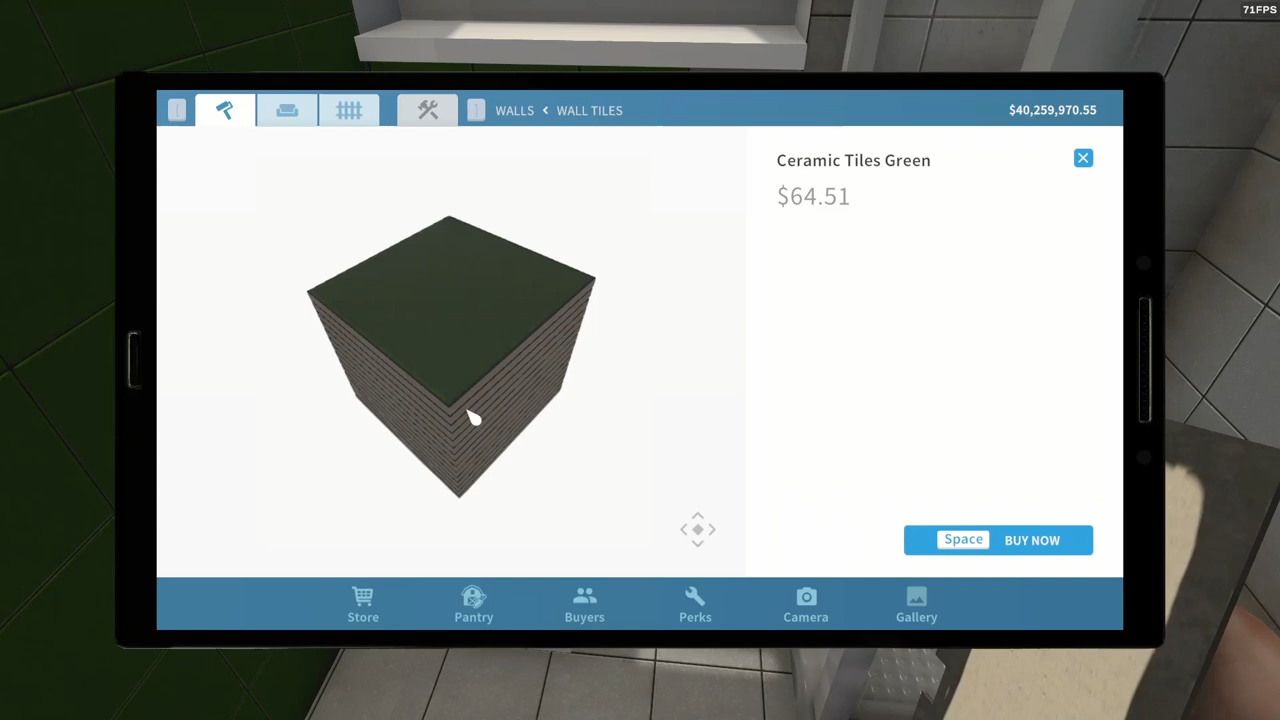 71FPS
WALLS < WALL TILES
$40,259,970.55
Ceramic Tiles Green
$64.51
Space BUY NOW
Store
Pantry
Buyers
Perks
Camera
Gallery